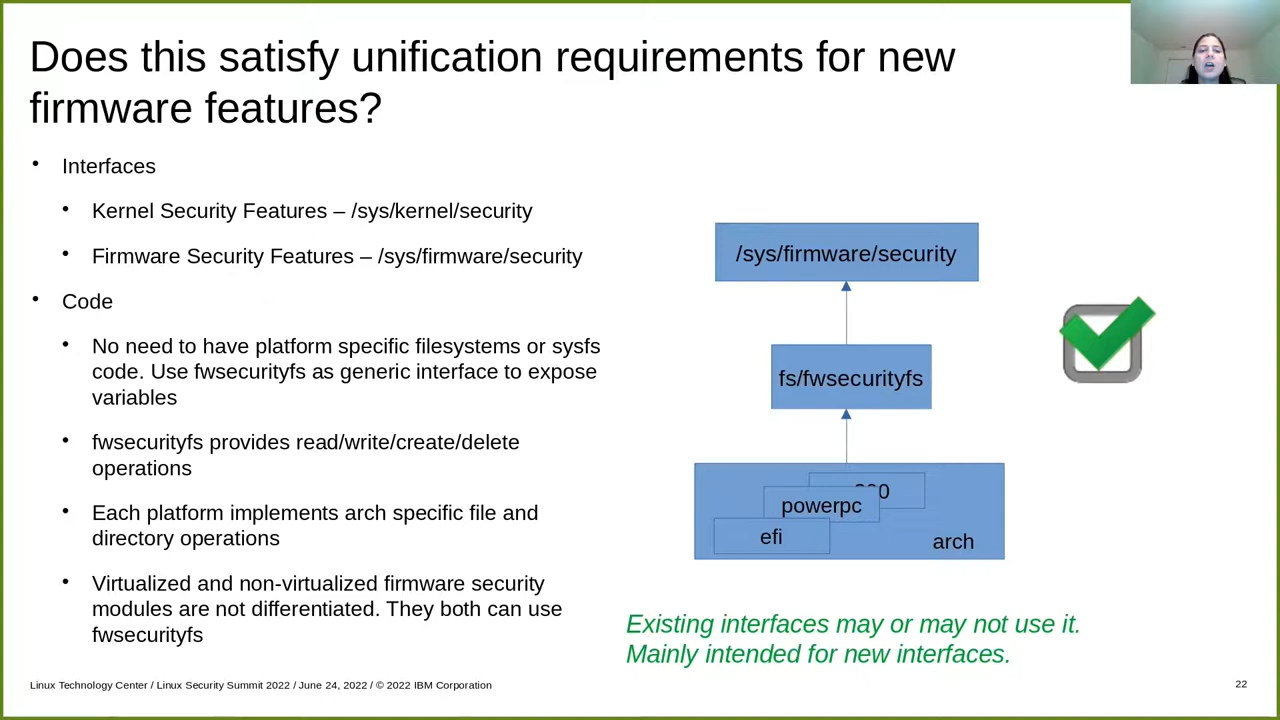 Does this satisfy unification requirements for new
firmware features?
• Interfaces
• Kernel Security Features – /sys/kernel/security
• Firmware Security Features – /sys/firmware/security
• Code
• No need to have platform specific filesystems or sysfs
code. Use fwsecurityfs as generic interface to expose
variables
• fwsecurityfs provides read/write/create/delete
operations
• Each platform implements arch specific file and
directory operations
• Virtualized and non-virtualized firmware security
modules are not differentiated. They both can use
fwsecurityfs
/sys/firmware/security
fs/fwsecurityfs
powerpc
efi
arch
Existing interfaces may or may not use it.
Mainly intended for new interfaces.
Linux Technology Center / Linux Security Summit 2022 / June 24, 2022 / © 2022 IBM Corporation
22